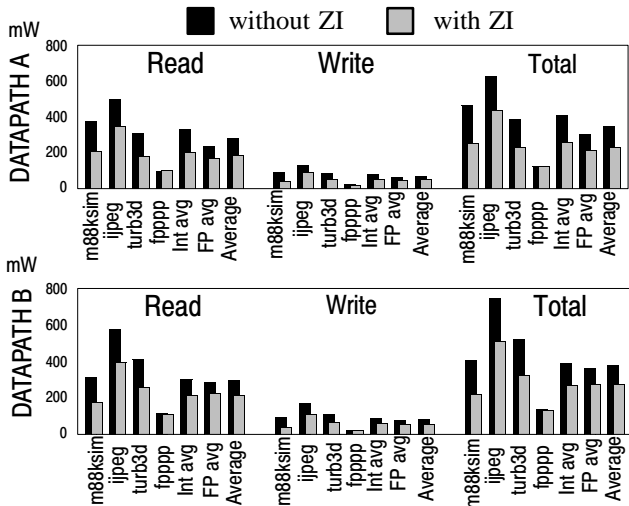 without ZI with ZI
mW
800
600
400
200
0
DATAPATH A
Read Write Total
m88ksim ijpeg turb3d fpppp Int avg FP avg Average m88ksim ijpeg turb3d fpppp Int avg FP avg Average m88ksim ijpeg turb3d fpppp Int avg FP avg Average
mW
800
600
400
200
0
DATAPATH B
Read Write Total
m88ksim ijpeg turb3d fpppp Int avg FP avg Average m88ksim ijpeg turb3d fpppp Int avg FP avg Average m88ksim ijpeg turb3d fpppp Int avg FP avg Average